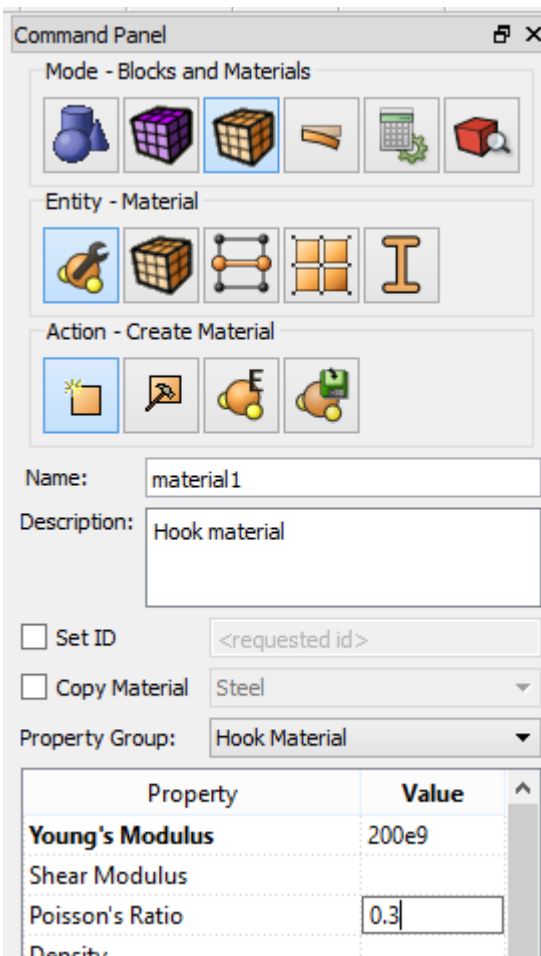 Command Panel
Mode - Blocks and Materials
Entity - Material
Action - Create Material
E
Name: material1
Description: Hook material
Set ID <requested id>
Copy Material Steel
Property Group: Hook Material
Property Value
Young's Modulus 200e9
Shear Modulus
Poisson's Ratio 0.3
Density